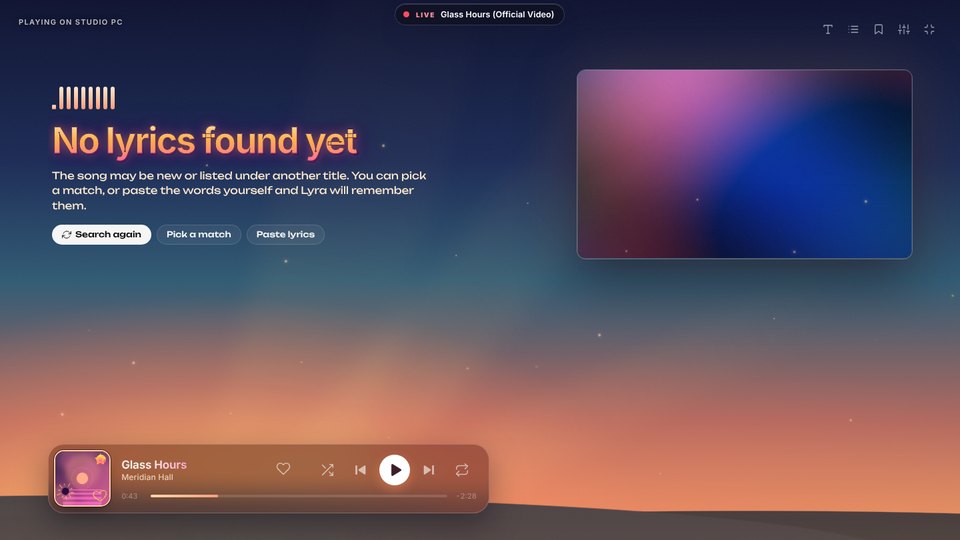 PLAYING ON STUDIO PC
LIVE Glass Hours (Official Video)
No lyrics found yet
The song may be new or listed under another title. You can pick
a match, or paste the words yourself and Lyra will remember
them.
Search again
Pick a match
Paste lyrics
Glass Hours
Meridian Hall
0:43
-2:28